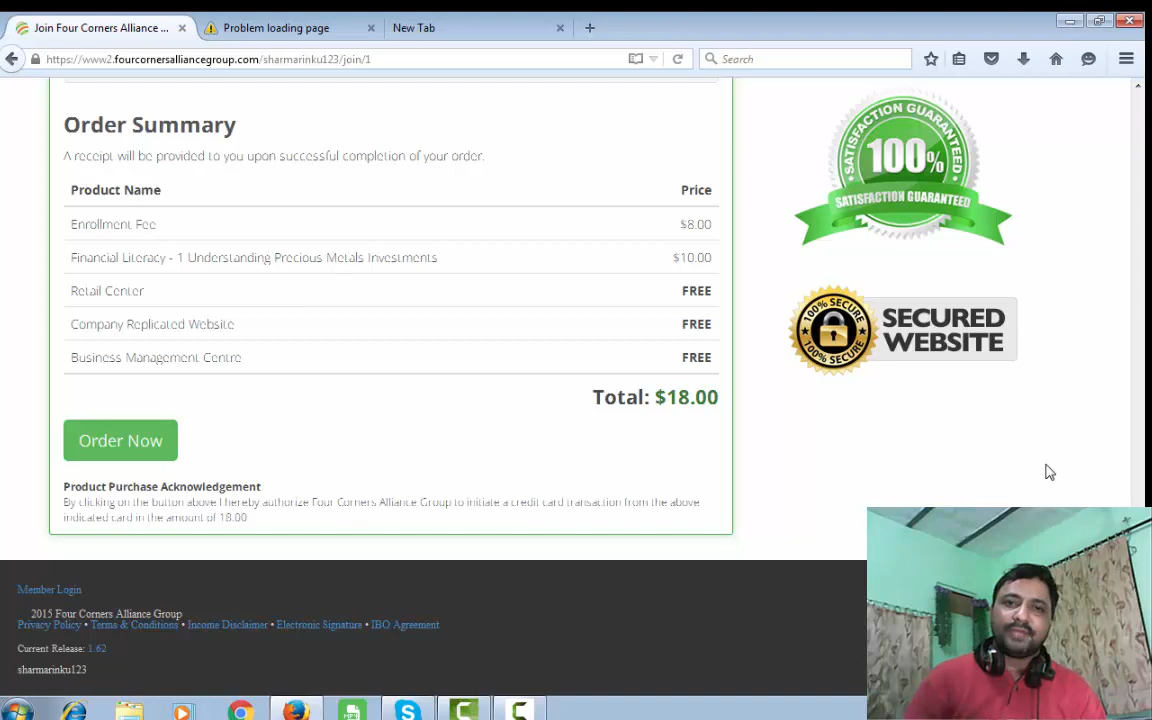 Join Four Corners Alliance ...
Problem loading page
New Tab
https://www2.fourcornersalliancegroup.com/sharmarinku123/join/1
Search
Order Summary
A receipt will be provided to you upon successful completion of your order.
Product Name Price
Enrollment Fee $8.00
Financial Literacy - 1 Understanding Precious Metals Investments $10.00
Retail Center FREE
Company Replicated Website FREE
Business Management Centre FREE
Total: $18.00
Order Now
Product Purchase Acknowledgement
By clicking on the button above I hereby authorize Four Corners Alliance Group to initiate a credit card transaction from the above
indicated card in the amount of 18.00
SATISFACTION GUARANTEED
100%
SATISFACTION GUARANTEED
100% SECURE
100% SECURE
SECURED
WEBSITE
Member Login
2015 Four Corners Alliance Group
Privacy Policy • Terms & Conditions • Income Disclaimer • Electronic Signature • IBO Agreement
Current Release: 1.62
sharmarinku123
MP4